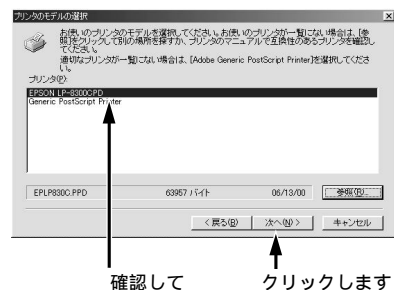 プリンタのモデルの選択
お使いのプリンタのモデルを選択してください。お使いのプリンタが一覧にない場合は、[参
照]をクリックして別の場所を探すか、プリンタのマニュアルで互換性のあるプリンタを確認し
てください。
適切なプリンタが一覧にない場合は、[Adobe Generic PostScript Printer]を選択してくださ
い。
プリンタ(P):
EPSON LP-8300CPD
Generic PostScript Printer
EPLP830C.PPD 63957 バイト 06/13/00 参照(R)...
< 戻る(B) 次へ(N) > キャンセル
確認して クリックします